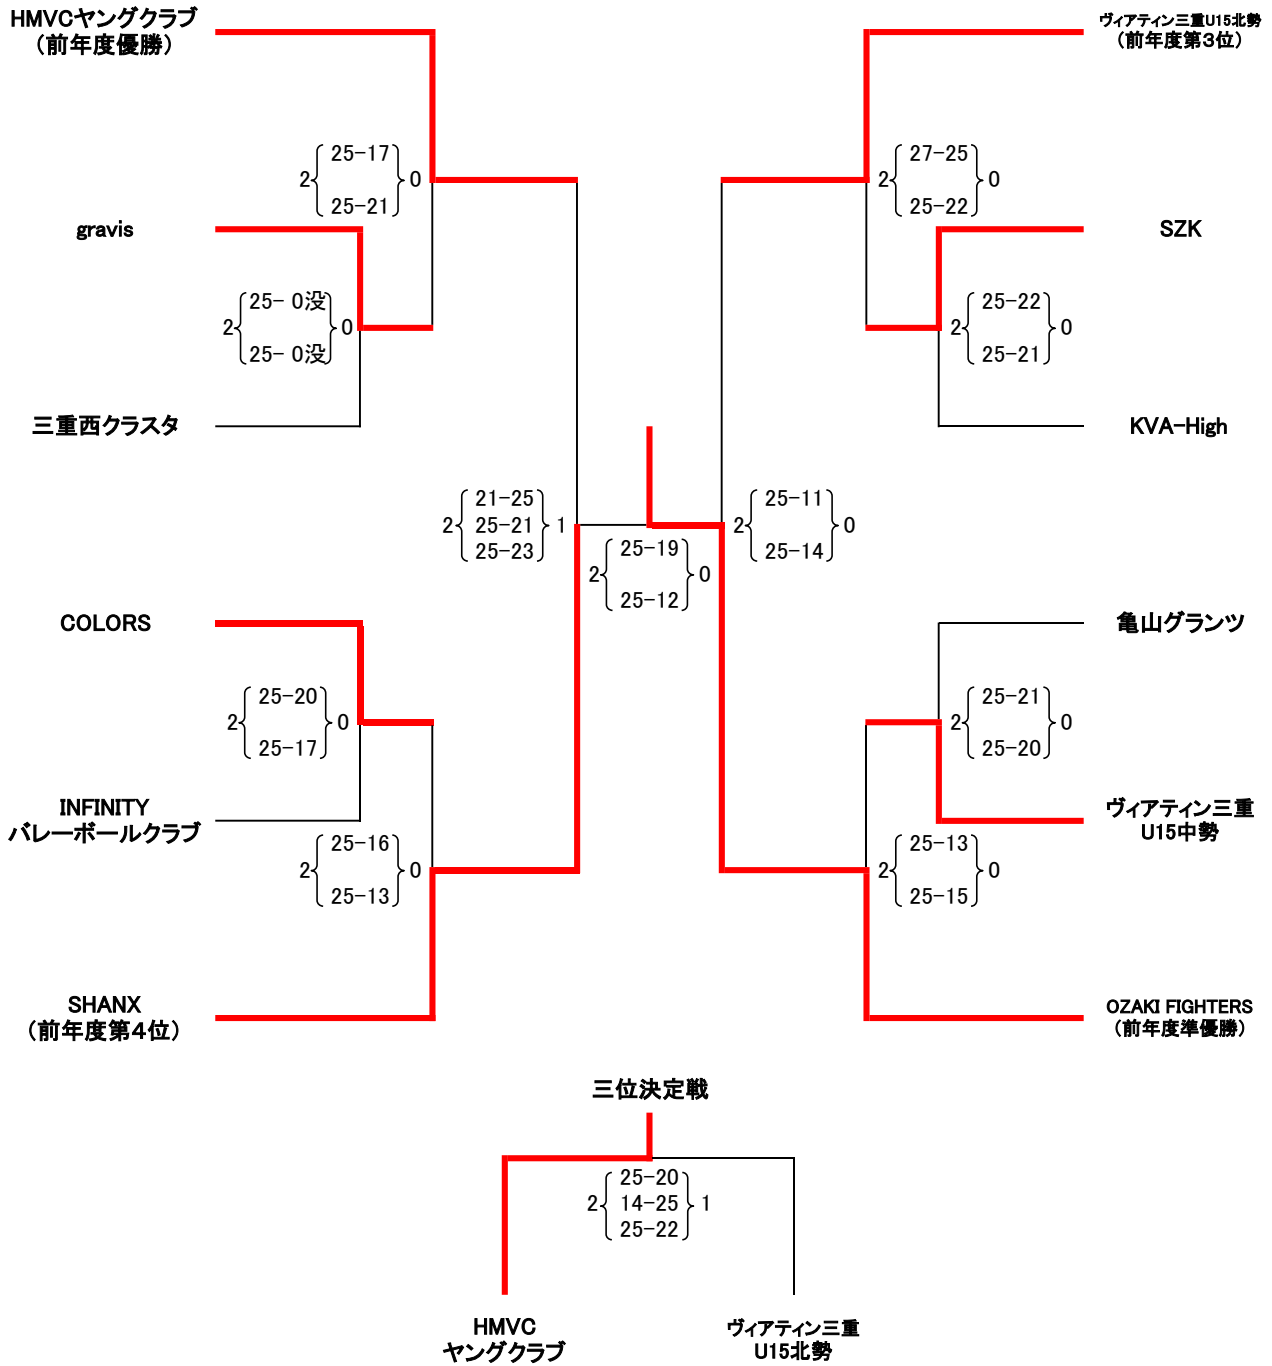 HMVCヤングクラブ
（前年度優勝）
25-17
2 0
25-21
gravis
25- 0没
2 0
25- 0没
三重西クラスタ
21-25
2 25-21 1
25-23
COLORS
25-20
2 0
25-17
INFINITY
バレーボールクラブ
25-16
2 0
25-13
SHANX
（前年度第4位）
25-19
2 0
25-12
ヴィアティン三重U15北勢
（前年度第3位）
27-25
2 0
25-22
SZK
25-22
2 0
25-21
KVA-High
25-11
2 0
25-14
亀山グランツ
25-21
2 0
25-20
ヴィアティン三重
U15中勢
25-13
2 0
25-15
OZAKI FIGHTERS
（前年度準優勝）
三位決定戦
25-20
2 14-25 1
25-22
HMVC
ヤングクラブ
ヴィアティン三重
U15北勢